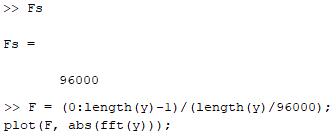 >> Fs
Fs =
96000
>> F = (0:length(y)-1)/(length(y)/96000);
plot(F, abs(fft(y)));